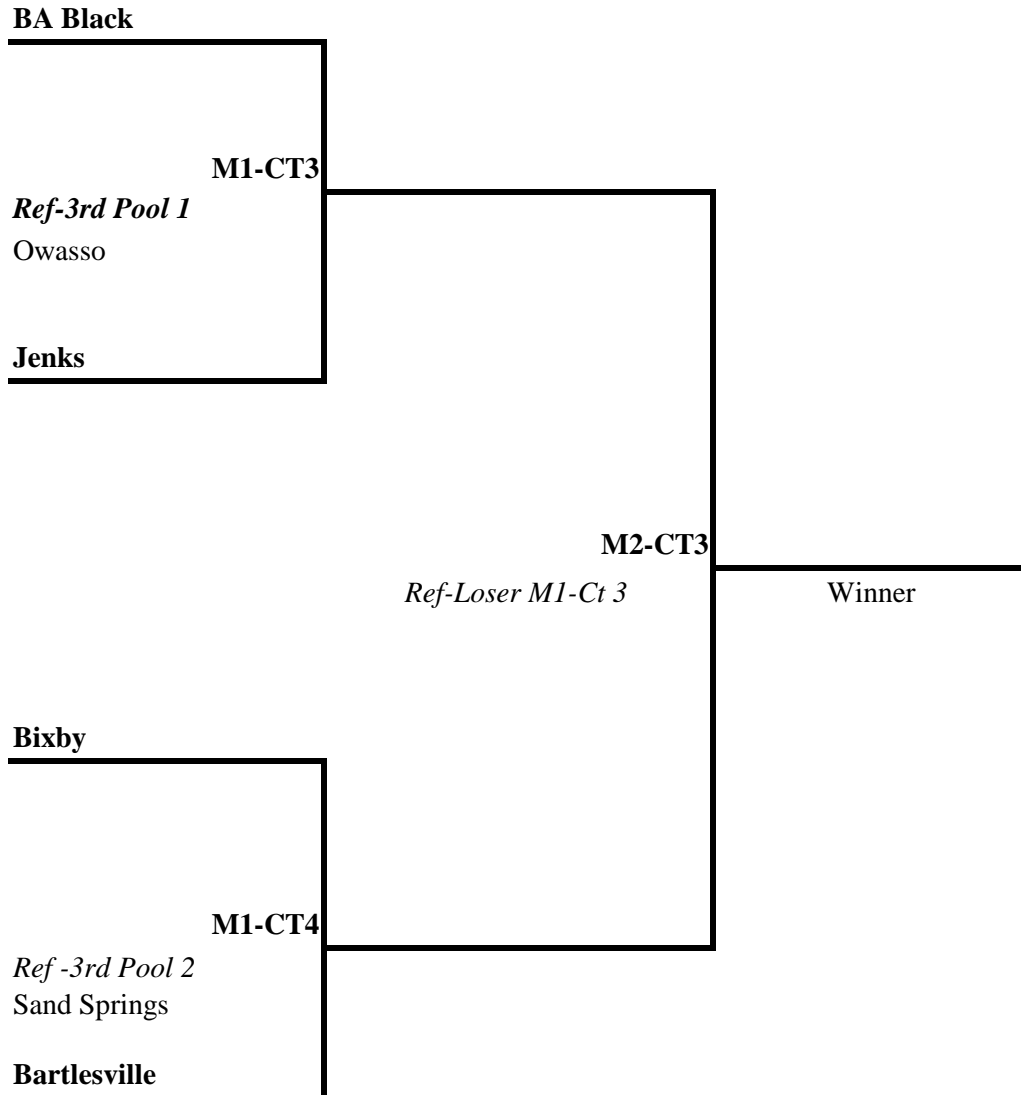 BA Black
M1-CT3
Ref-3rd Pool 1
Owasso
Jenks
M2-CT3
Ref-Loser M1-Ct 3
Winner
Bixby
M1-CT4
Ref -3rd Pool 2
Sand Springs
Bartlesville